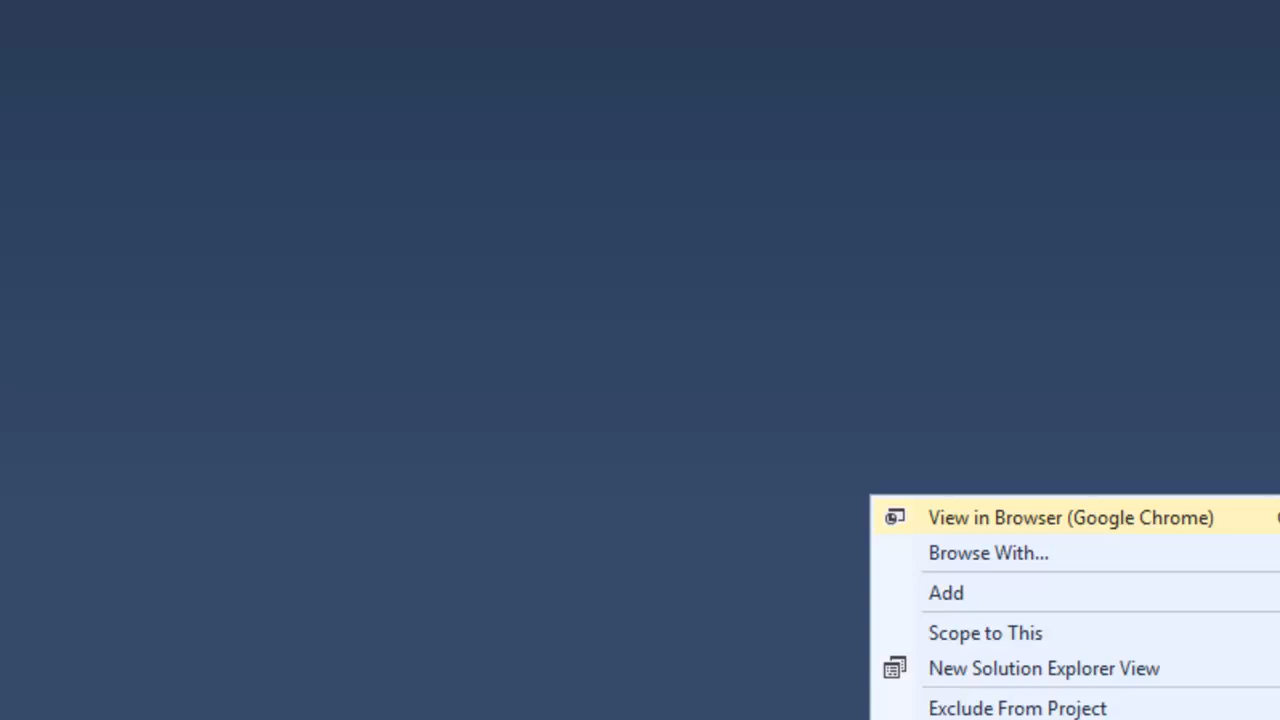 View in Browser (Google Chrome)
Browse With...
Add
Scope to This
New Solution Explorer View
Exclude From Project